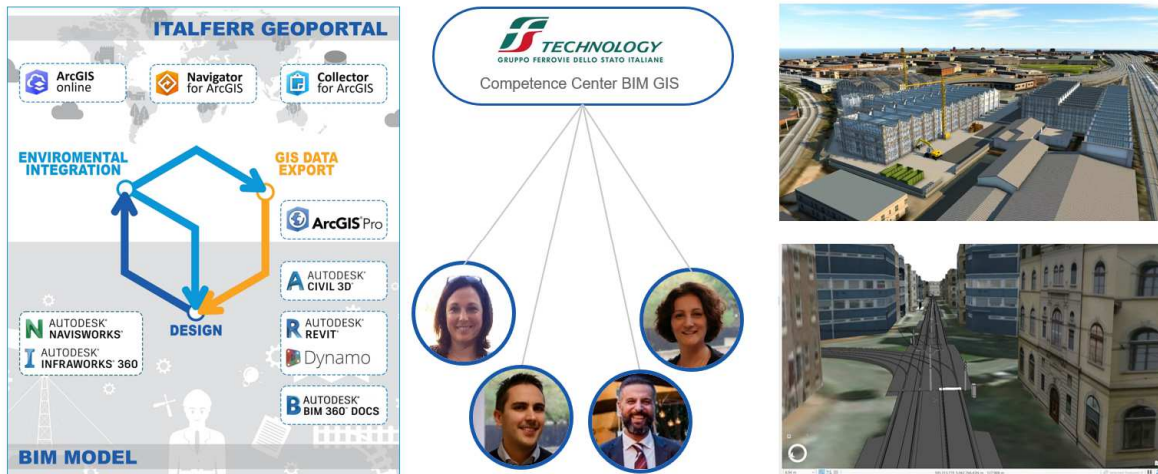 ITALFERR GEOPORTAL
ArcGIS
online
Navigator
for ArcGIS
Collector
for ArcGIS
ENVIROMENTAL
INTEGRATION
GIS DATA
EXPORT
ArcGIS Pro
AUTODESK®
CIVIL 3D®
DESIGN
N AUTODESK®
NAVISWORKS®
I AUTODESK®
INFRAWORKS® 360
R AUTODESK®
REVIT®
Dynamo
B AUTODESK®
BIM 360® DOCS
BIM MODEL
FS TECHNOLOGY
GRUPPO FERROVIE DELLO STATO ITALIANE
Competence Center BIM GIS